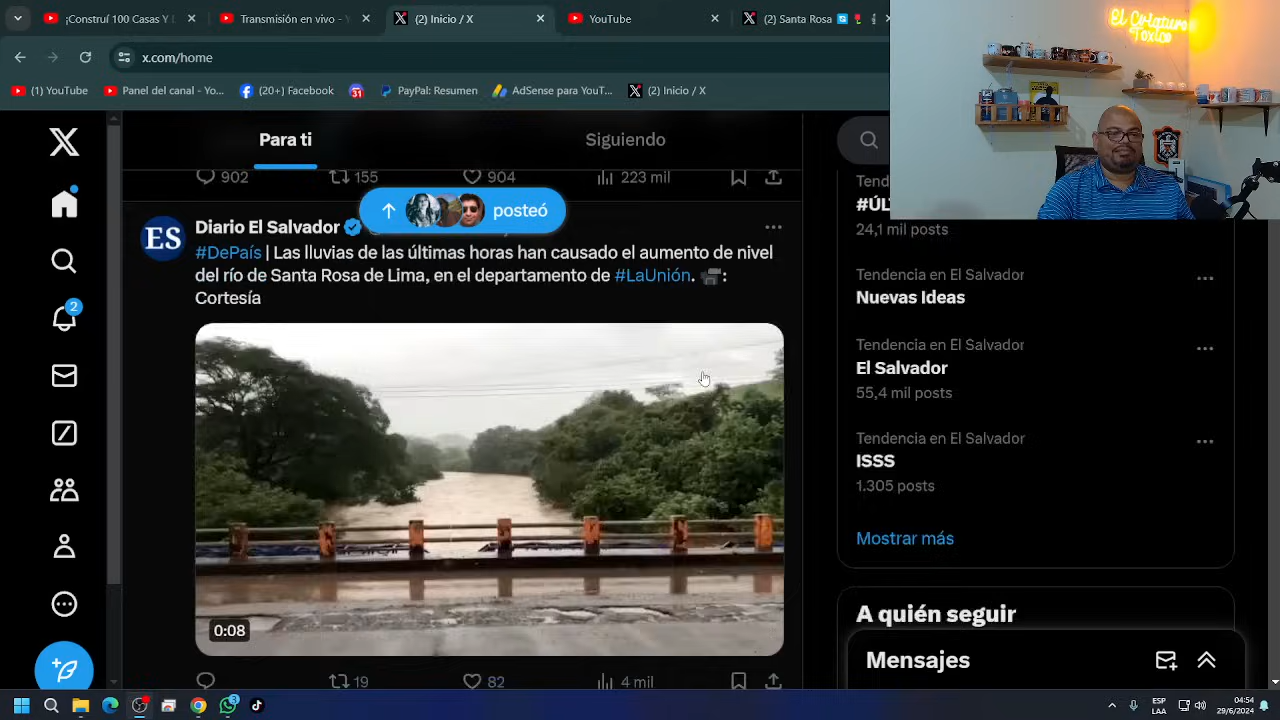 ¡Construí 100 Casas Y L
Transmisión en vivo - Y
(2) Inicio / X
YouTube
(2) Santa Rosa
x.com/home
(1) YouTube
Panel del canal - Yo...
(20+) Facebook
31
PayPal: Resumen
AdSense para YouT...
(2) Inicio / X
El Criaturo
Toxico
Para ti
Siguiendo
902
155
904
223 mil
posteó
ES
Diario El Salvador
#DePaís | Las lluvias de las últimas horas han causado el aumento de nivel
del río de Santa Rosa de Lima, en el departamento de #LaUnión. :
Cortesía
0:08
19
82
4 mil
2
24,1 mil posts
Tendencia en El Salvador
Nuevas Ideas
Tendencia en El Salvador
El Salvador
55,4 mil posts
Tendencia en El Salvador
ISSS
1.305 posts
Mostrar más
A quién seguir
Mensajes
3
ESP
LAA
04:54
29/6/2024